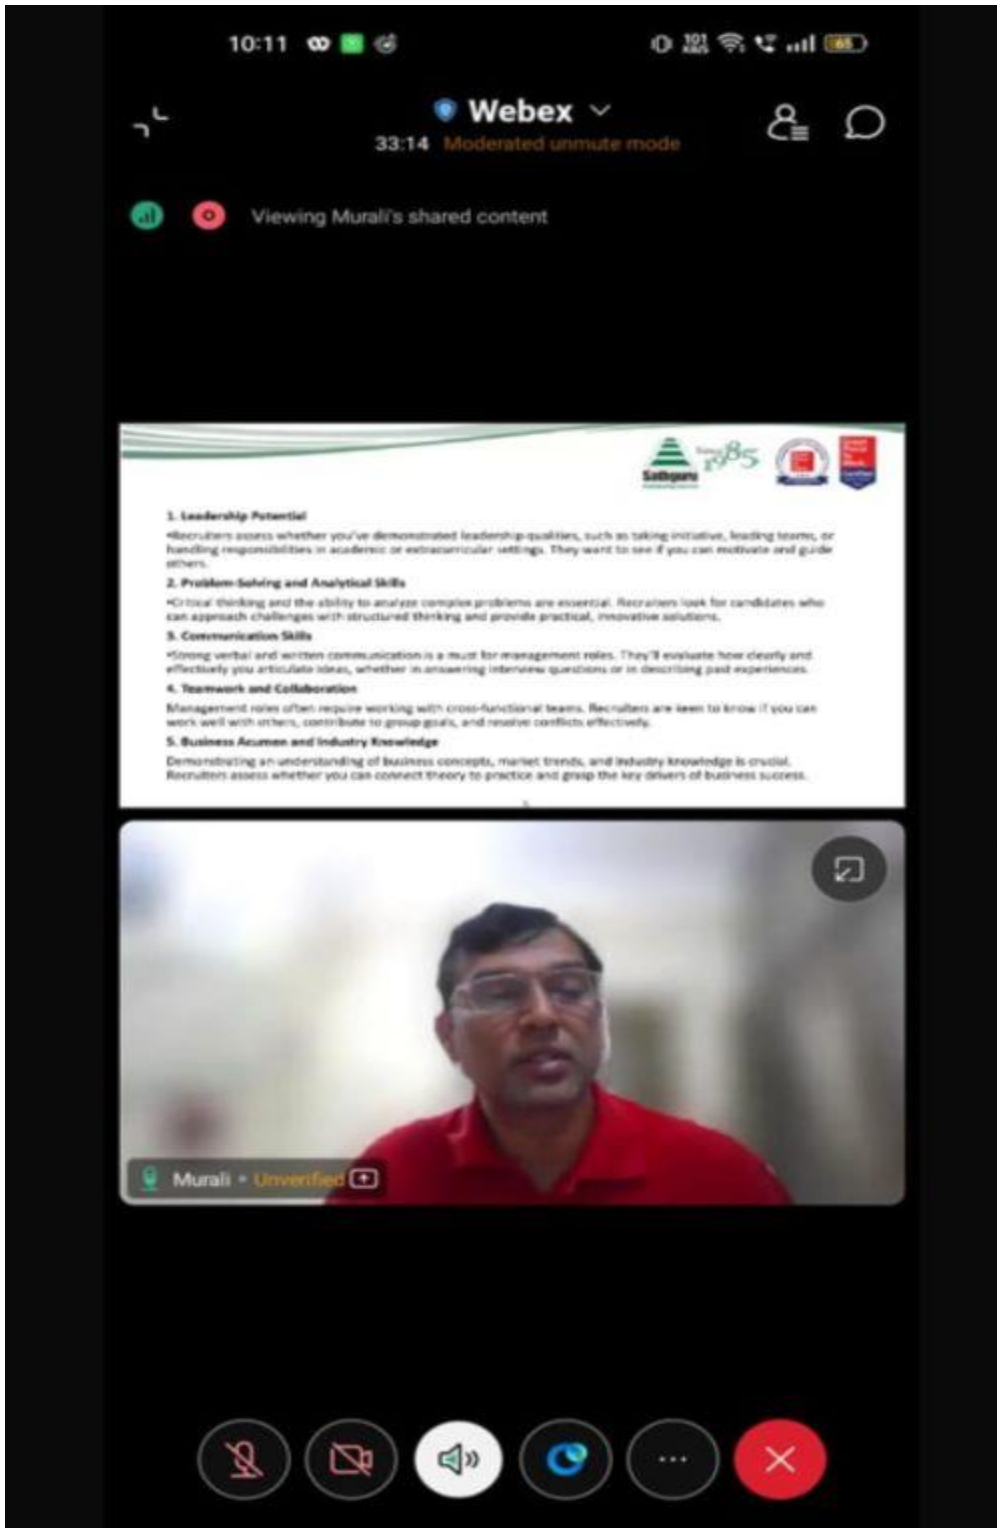 10:11
101
KB/S
65
Webex
33:14 Moderated unmute mode
Viewing Murali's shared content
Sathguru
Since
1985
1. Leadership Potential
•Recruiters assess whether you've demonstrated leadership qualities, such as taking initiative, leading teams, or
handling responsibilities in academic or extracurricular settings. They want to see if you can motivate and guide
others.
2. Problem-Solving and Analytical Skills
•Critical thinking and the ability to analyze complex problems are essential. Recruiters look for candidates who
can approach challenges with structured thinking and provide practical, innovative solutions.
3. Communication Skills
•Strong verbal and written communication is a must for management roles. They'll evaluate how clearly and
effectively you articulate ideas, whether in answering interview questions or in describing past experiences.
4. Teamwork and Collaboration
Management roles often require working with cross-functional teams. Recruiters are keen to know if you can
work well with others, contribute to group goals, and resolve conflicts effectively.
5. Business Acumen and Industry Knowledge
Demonstrating an understanding of business concepts, market trends, and industry knowledge is crucial.
Recruiters assess whether you can connect theory to practice and grasp the key drivers of business success.
Murali • Unverified